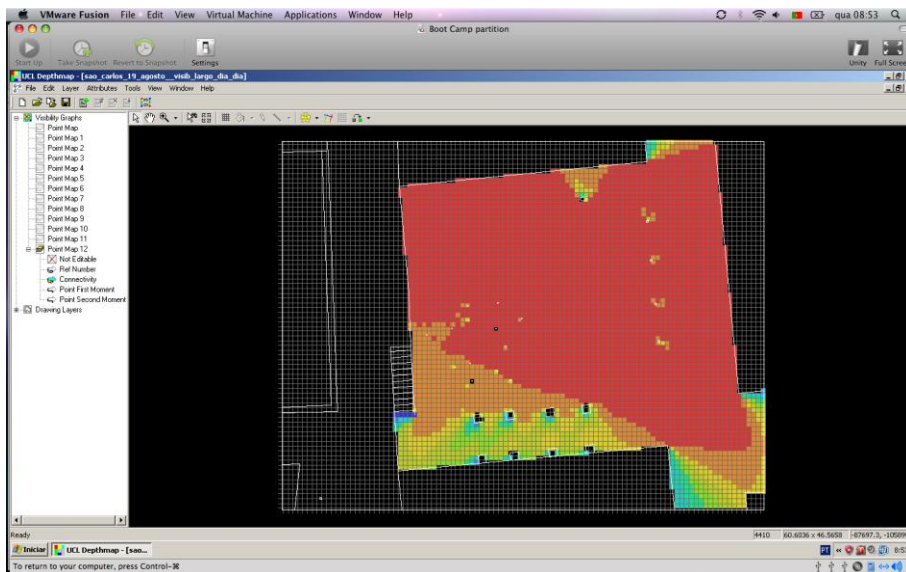 VMware Fusion File Edit View Virtual Machine Applications Window Help qua 08:53
Boot Camp partition
Start Up Take Snapshot Revert to Snapshot Settings Unity Full Scree
UCL Depthmap - [sao_carlos_19_agosto__visib_largo_dia_dia]
File Edit Layer Attributes Tools View Window Help
Visibility Graphs
Point Map
Point Map 1
Point Map 2
Point Map 3
Point Map 4
Point Map 5
Point Map 6
Point Map 7
Point Map 8
Point Map 9
Point Map 10
Point Map 11
Point Map 12
Not Editable
Ref Number
Connectivity
Point First Moment
Point Second Moment
Drawing Layers
Ready 4410 60.6036 x 46.5658
Iniciar UCL Depthmap - [sao... PT
To return to your computer, press Control-⌘